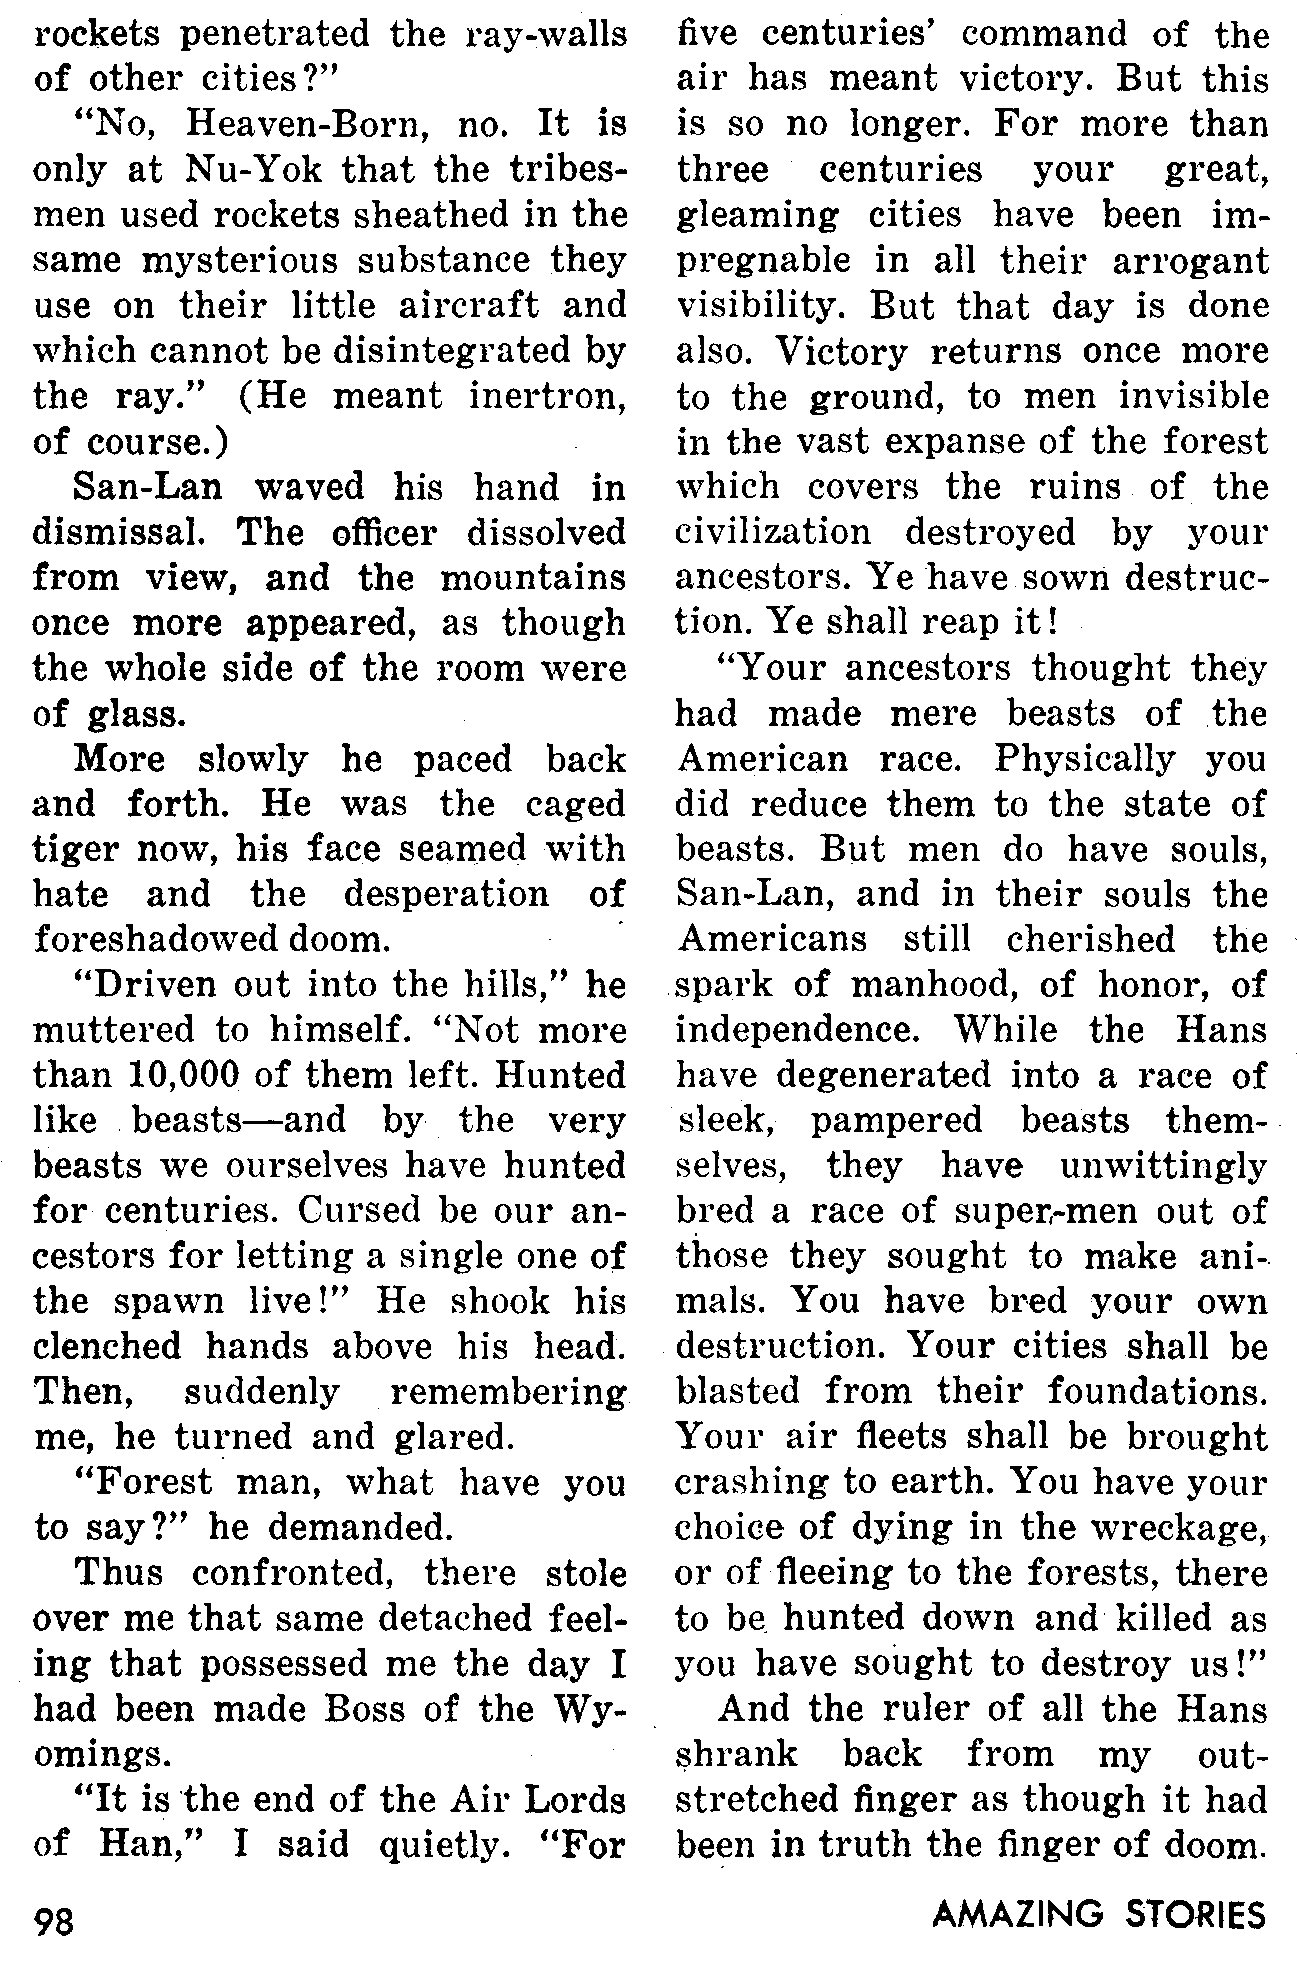 rockets penetrated the ray-walls
of other cities?”
“No, Heaven-Born, no. It is
only at Nu-Yok that the tribes-
men used rockets sheathed in the
same mysterious substance they
use on their little aircraft and
which cannot be disintegrated by
the ray.” (He meant inertron,
of course.)
San-Lan waved his hand in
dismissal. The officer dissolved
from view, and the mountains
once more appeared, as though
the whole side of the room were
of glass.
More slowly he paced back
and forth. He was the caged
tiger now, his face seamed with
hate and the desperation of
foreshadowed doom.
“Driven out into the hills,” he
muttered to himself. “Not more
than 10,000 of them left. Hunted
like beasts—and by the very
beasts we ourselves have hunted
for centuries. Cursed be our an-
cestors for letting a single one of
the spawn live!” He shook his
clenched hands above his head.
Then, suddenly remembering
me, he turned and glared.
“Forest man, what have you
to say?” he demanded.
Thus confronted, there stole
over me that same detached feel-
ing that possessed me the day I
had been made Boss of the Wy-
omings.
“It is the end of the Air Lords
of Han,” I said quietly. “For
five centuries’ command of the
air has meant victory. But this
is so no longer. For more than
three centuries your great,
gleaming cities have been im-
pregnable in all their arrogant
visibility. But that day is done
also. Victory returns once more
to the ground, to men invisible
in the vast expanse of the forest
which covers the ruins of the
civilization destroyed by your
ancestors. Ye have sown destruc-
tion. Ye shall reap it!
“Your ancestors thought they
had made mere beasts of the
American race. Physically you
did reduce them to the state of
beasts. But men do have souls,
San-Lan, and in their souls the
Americans still cherished the
spark of manhood, of honor, of
independence. While the Hans
have degenerated into a race of
sleek, pampered beasts them-
selves, they have unwittingly
bred a race of super-men out of
those they sought to make ani-
mals. You have bred your own
destruction. Your cities shall be
blasted from their foundations.
Your air fleets shall be brought
crashing to earth. You have your
choice of dying in the wreckage,
or of fleeing to the forests, there
to be hunted down and killed as
you have sought to destroy us!”
And the ruler of all the Hans
shrank back from my out-
stretched finger as though it had
been in truth the finger of doom.
98
AMAZING STORIES